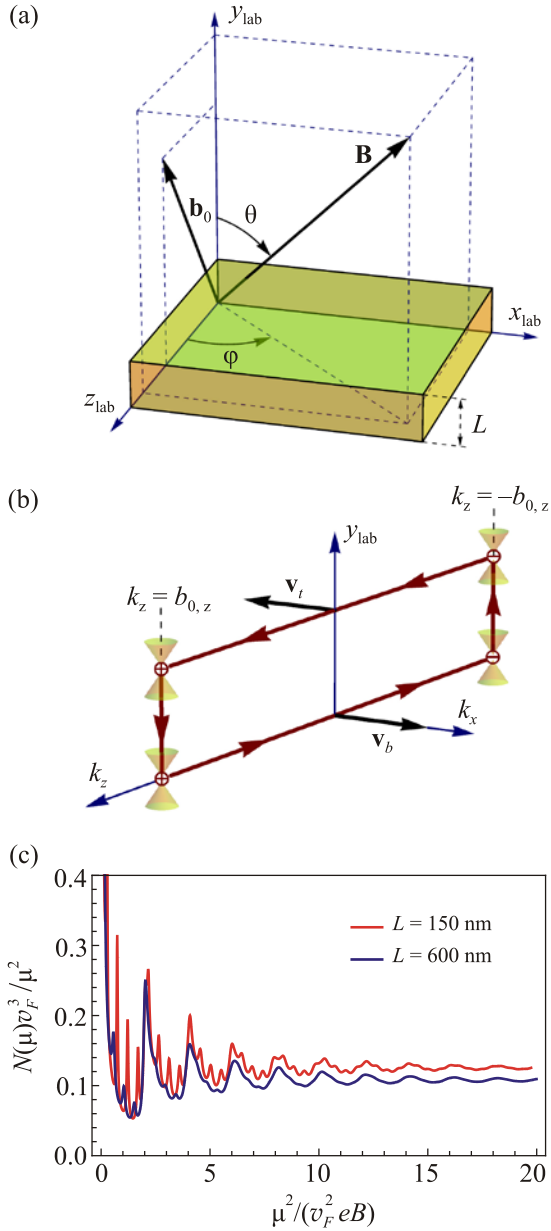 (a)
y_lab
B
b₀
θ
x_lab
φ
z_lab
L
(b)
k_z = –b_{0, z}
y_lab
k_z = b_{0, z}
v_t
k_x
v_b
k_z
(c)
0.4
L = 150 nm
L = 600 nm
0.3
N(μ)v_F^3/μ^2
0.2
0.1
0.0
0 5 10 15 20
μ^2/(v_F^2 eB)